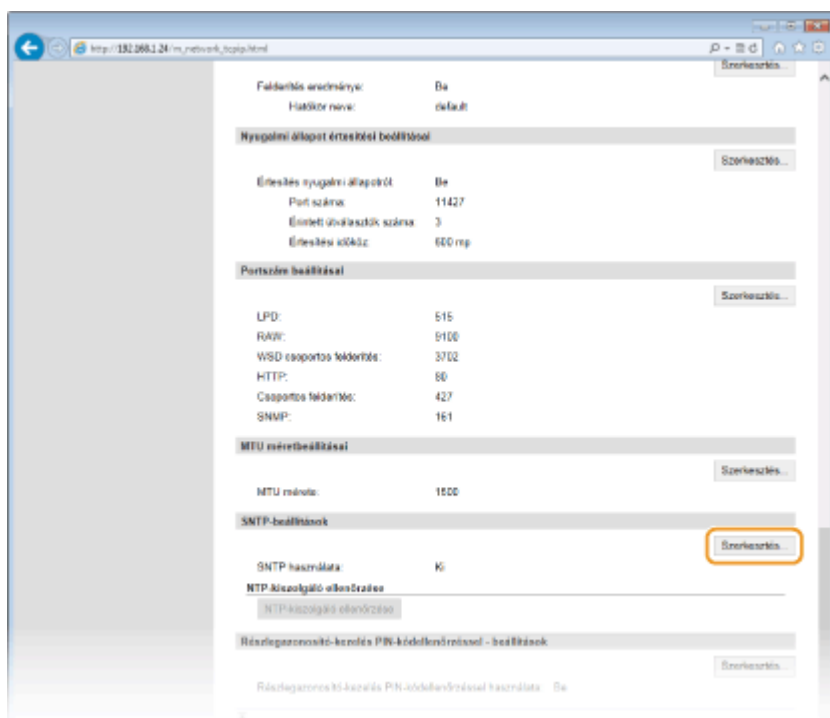 http://192.168.1.24/m_network_tcpip.html
Szerkesztés...
Felderítés eredménye: Be
Hatókör neve: default
Nyugalmi állapot értesítési beállításai
Szerkesztés...
Értesítés nyugalmi állapotról: Be
Port száma: 11427
Érintett útválasztók száma: 3
Értesítési időköz: 600 mp
Portszám beállításai
Szerkesztés...
LPD: 515
RAW: 9100
WSD csoportos felderítés: 3702
HTTP: 80
Csoportos felderítés: 427
SNMP: 161
MTU méretbeállításai
Szerkesztés...
MTU mérete: 1500
SNTP-beállítások
Szerkesztés...
SNTP használata: Ki
NTP-kiszolgáló ellenőrzése
NTP-kiszolgáló ellenőrzése
Részlegazonosító-kezelés PIN-kódellenőrzéssel - beállítások
Szerkesztés...
Részlegazonosító-kezelés PIN-kódellenőrzéssel használata: Be